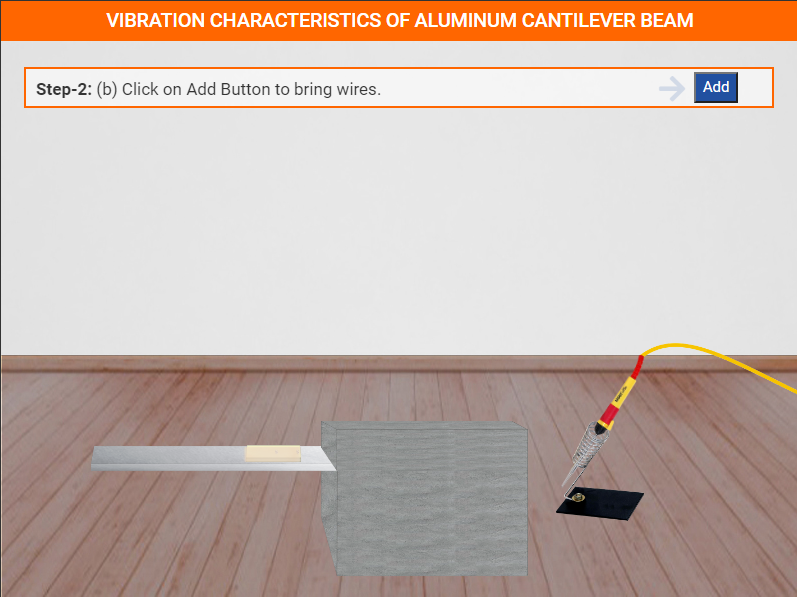 VIBRATION CHARACTERISTICS OF ALUMINUM CANTILEVER BEAM
Step-2: (b) Click on Add Button to bring wires.
Add